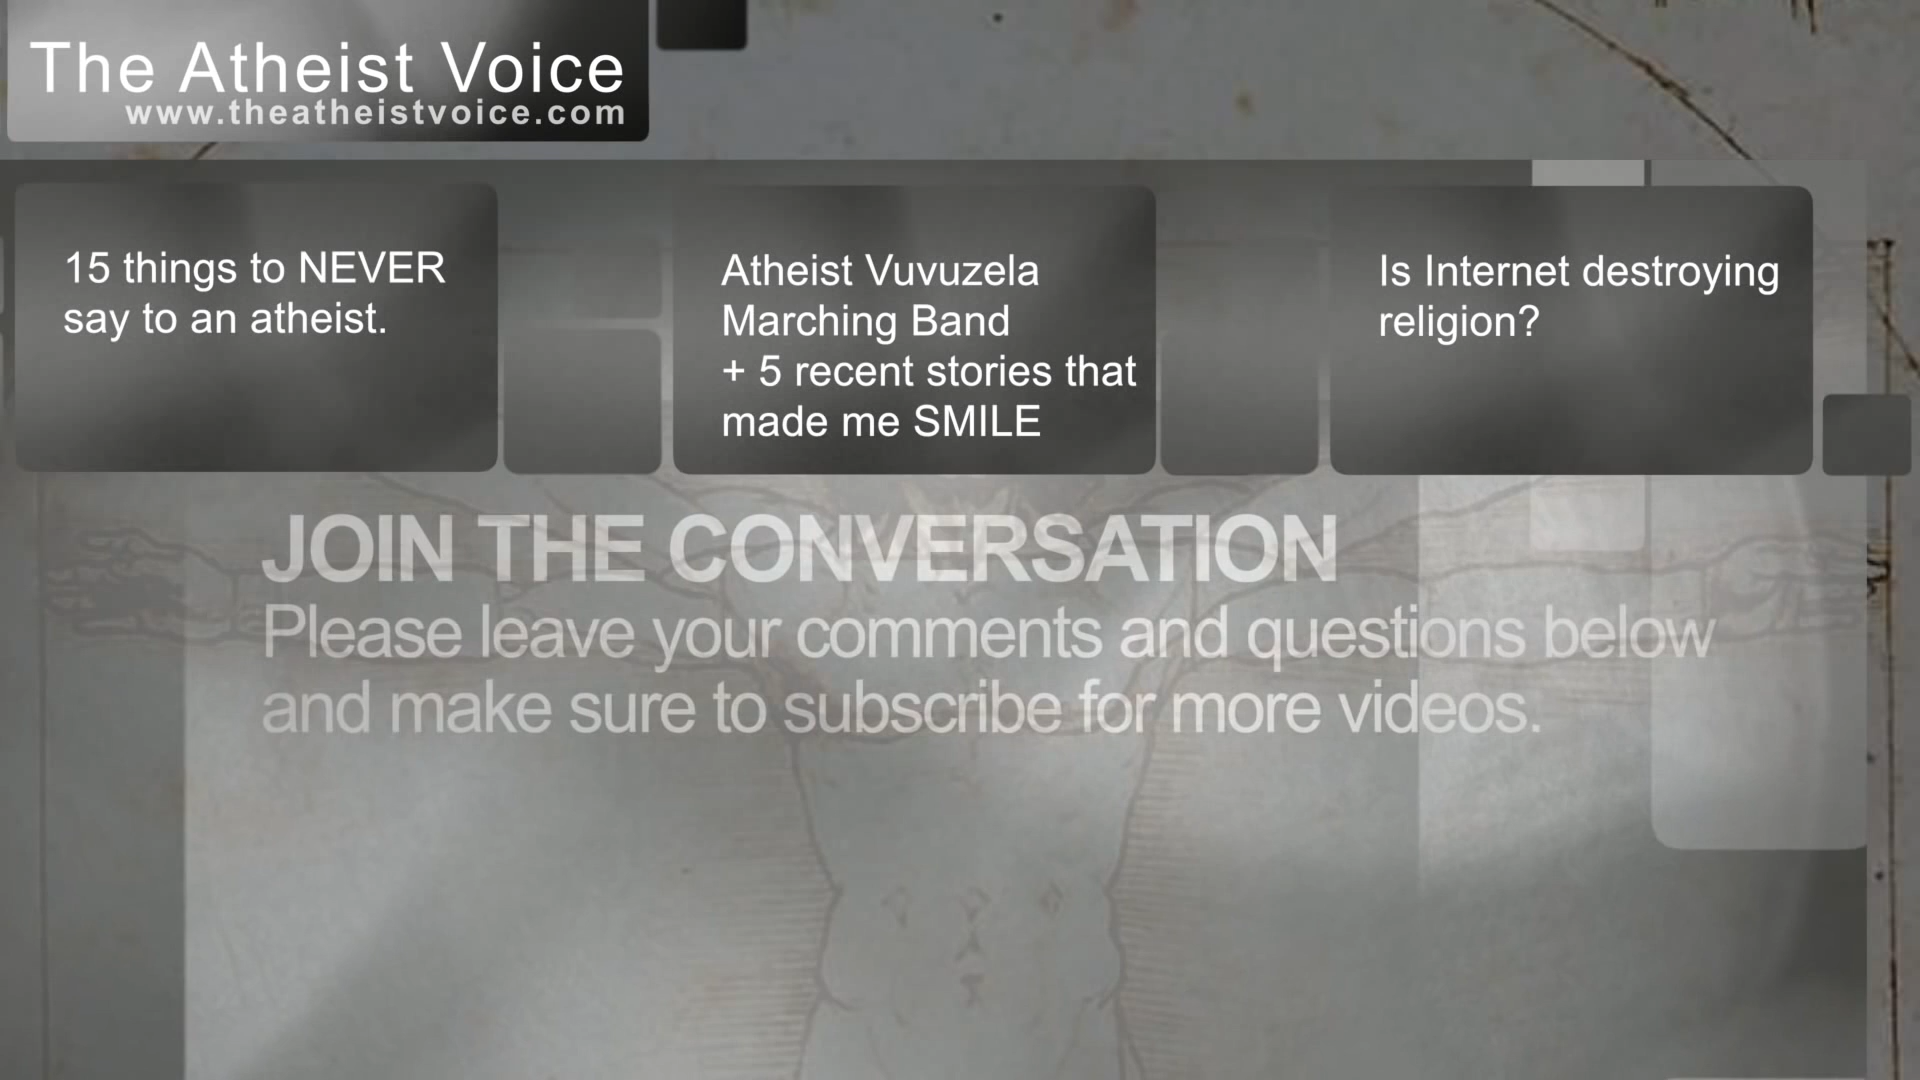 The Atheist Voice
www.theatheistvoice.com
15 things to NEVER
say to an atheist.
Atheist Vuvuzela
Marching Band
+ 5 recent stories that
made me SMILE
Is Internet destroying
religion?
JOIN THE CONVERSATION
Please leave your comments and questions below
and make sure to subscribe for more videos.